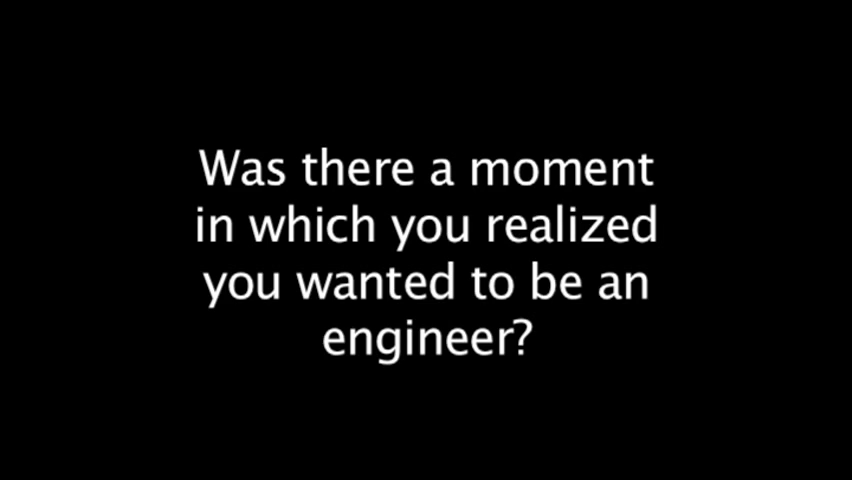 Was there a moment
in which you realized
you wanted to be an
engineer?